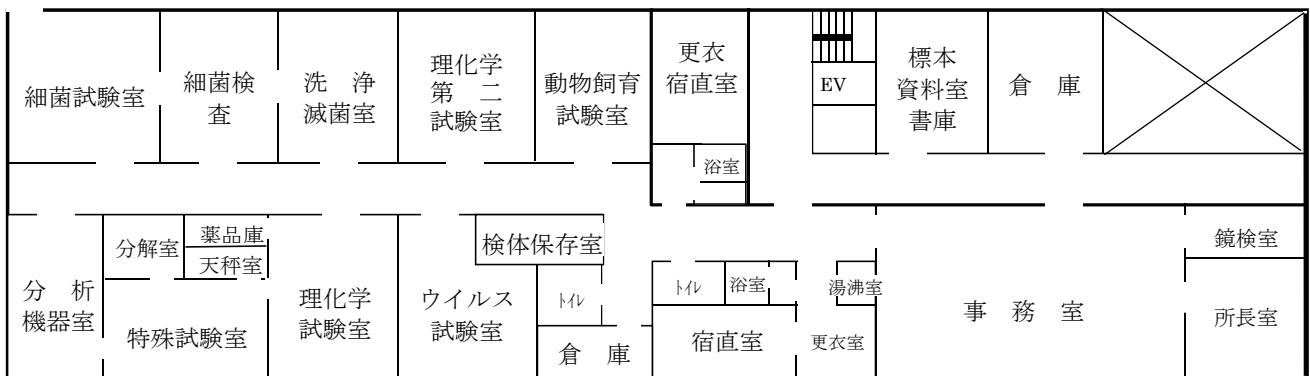 細菌試験室
細菌検
査
洗　浄
滅菌室
理化学
第　二
試験室
動物飼育
試験室
更衣
宿直室
浴室
EV
標本
資料室
書庫
倉　庫
分　析
機器室
分解室
薬品庫
天秤室
特殊試験室
理化学
試験室
ウイルス
試験室
検体保存室
ﾄｲﾚ
倉　庫
ﾄｲﾚ
浴室
宿直室
湯沸室
更衣室
事　務　室
鏡検室
所長室